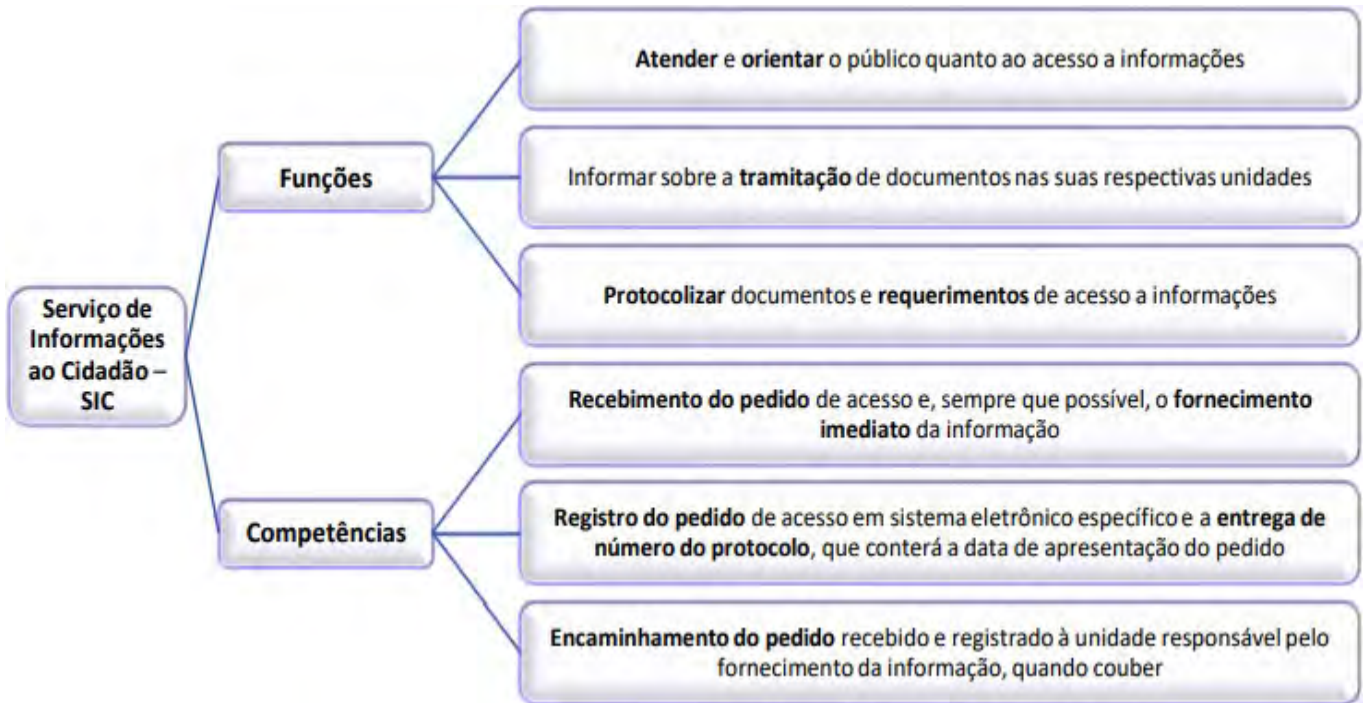 Atender e orientar o público quanto ao acesso a informações
Funções
Informar sobre a tramitação de documentos nas suas respectivas unidades
Protocolizar documentos e requerimentos de acesso a informações
Serviço de
Informações
ao Cidadão –
SIC
Recebimento do pedido de acesso e, sempre que possível, o fornecimento
imediato da informação
Competências
Registro do pedido de acesso em sistema eletrônico específico e a entrega de
número do protocolo, que conterá a data de apresentação do pedido
Encaminhamento do pedido recebido e registrado à unidade responsável pelo
fornecimento da informação, quando couber